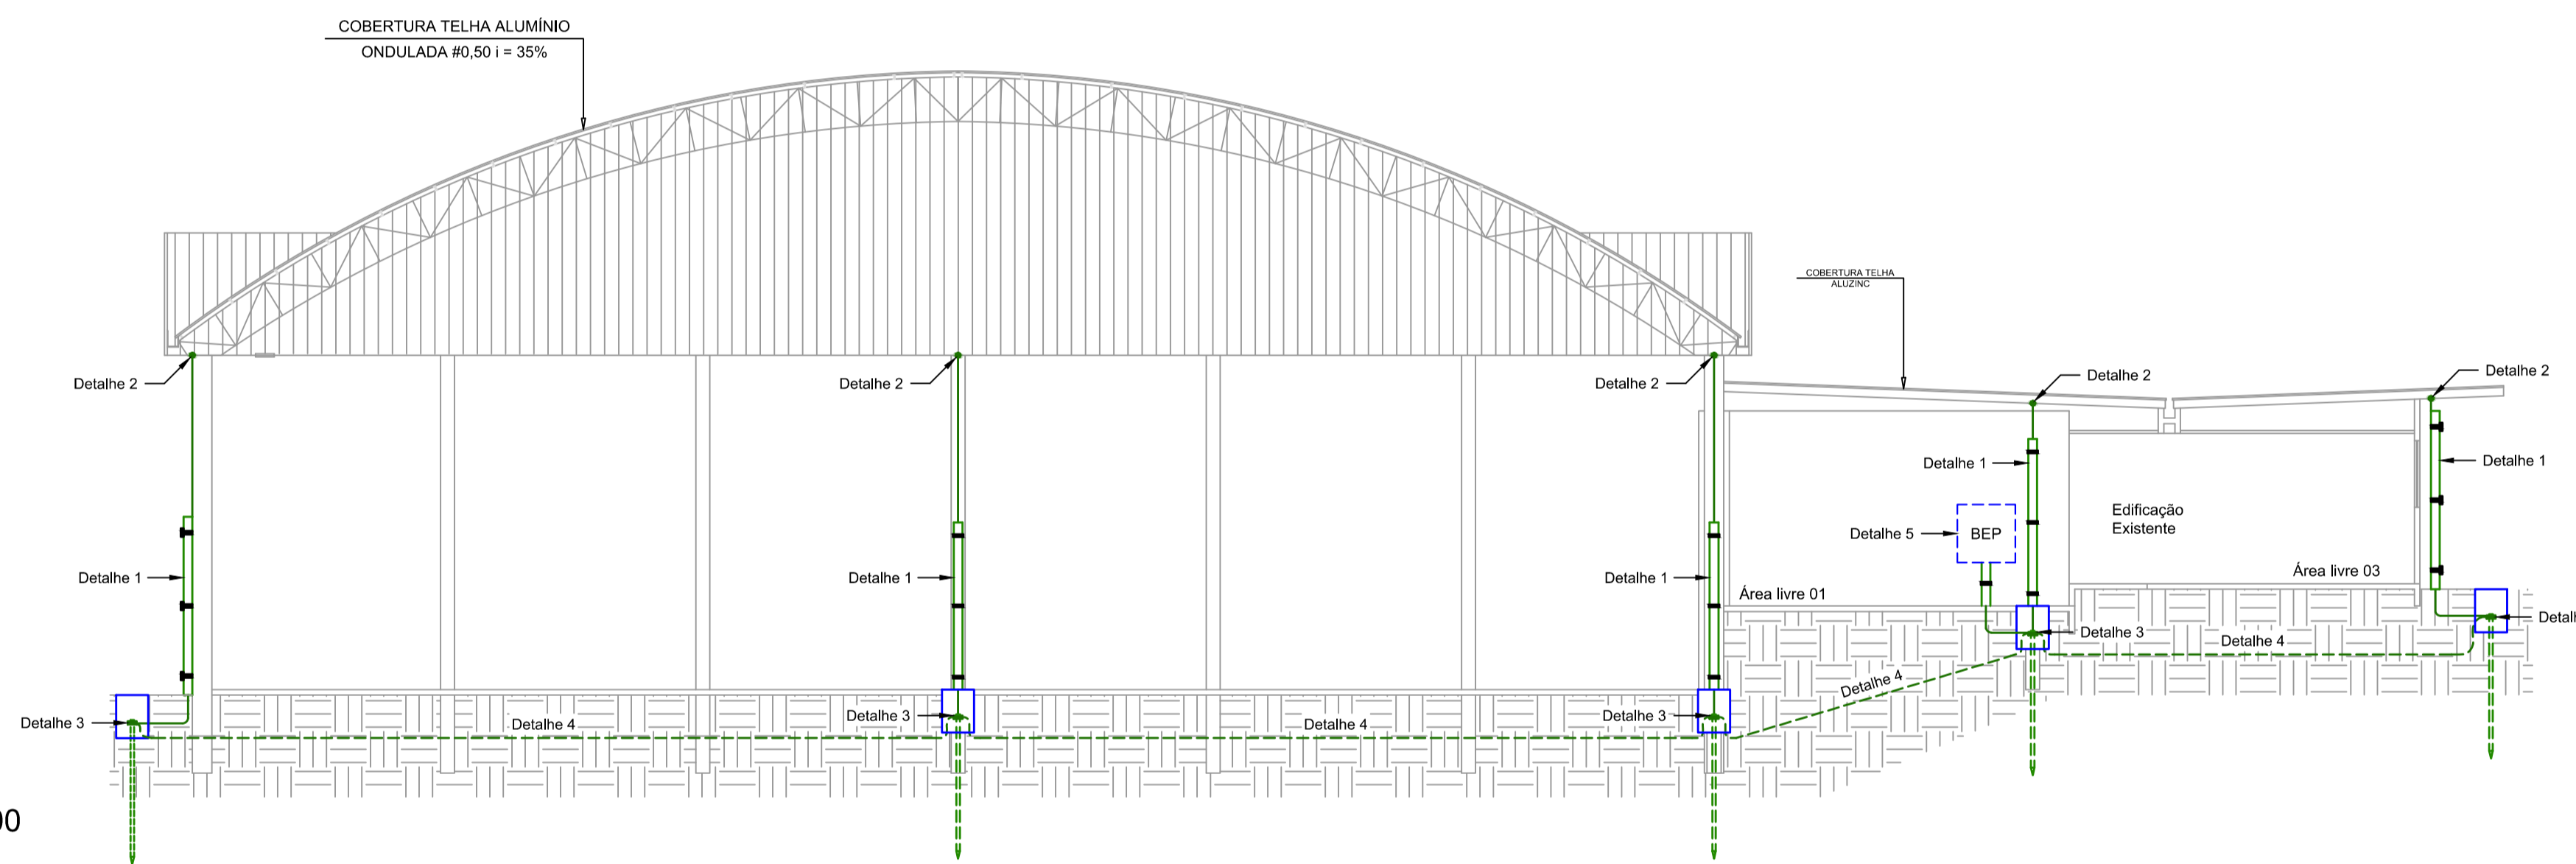 COBERTURA TELHA ALUMÍNIO
ONDULADA #0,50 i = 35%
COBERTURA TELHA
ALUZINC
Detalhe 2
Detalhe 2
Detalhe 2
Detalhe 2
Detalhe 2
Detalhe 1
Detalhe 1
Detalhe 1
Detalhe 1
Detalhe 1
Detalhe 5
BEP
Edificação
Existente
Área livre 01
Área livre 03
Detalhe 3
Detalhe 3
Detalhe 3
Detalhe 3
Detalhe 4
Detalhe 4
Detalhe 4
Detalhe 4